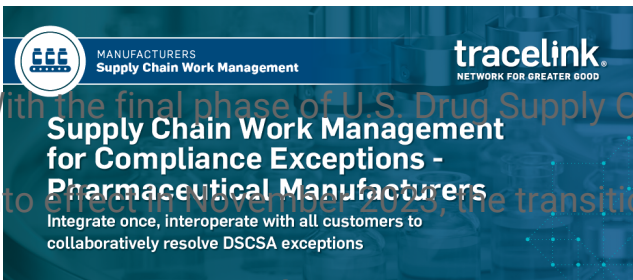 MANUFACTURERS
Supply Chain Work Management
tracelink®
NETWORK FOR GREATER GOOD
with the final phase of U.S. Drug Supply C
Supply Chain Work Management
for Compliance Exceptions -
Pharmaceutical Manufacturers
to effect in November 2023, the transitio
Integrate once, interoperate with all customers to
collaboratively resolve DSCSA exceptions